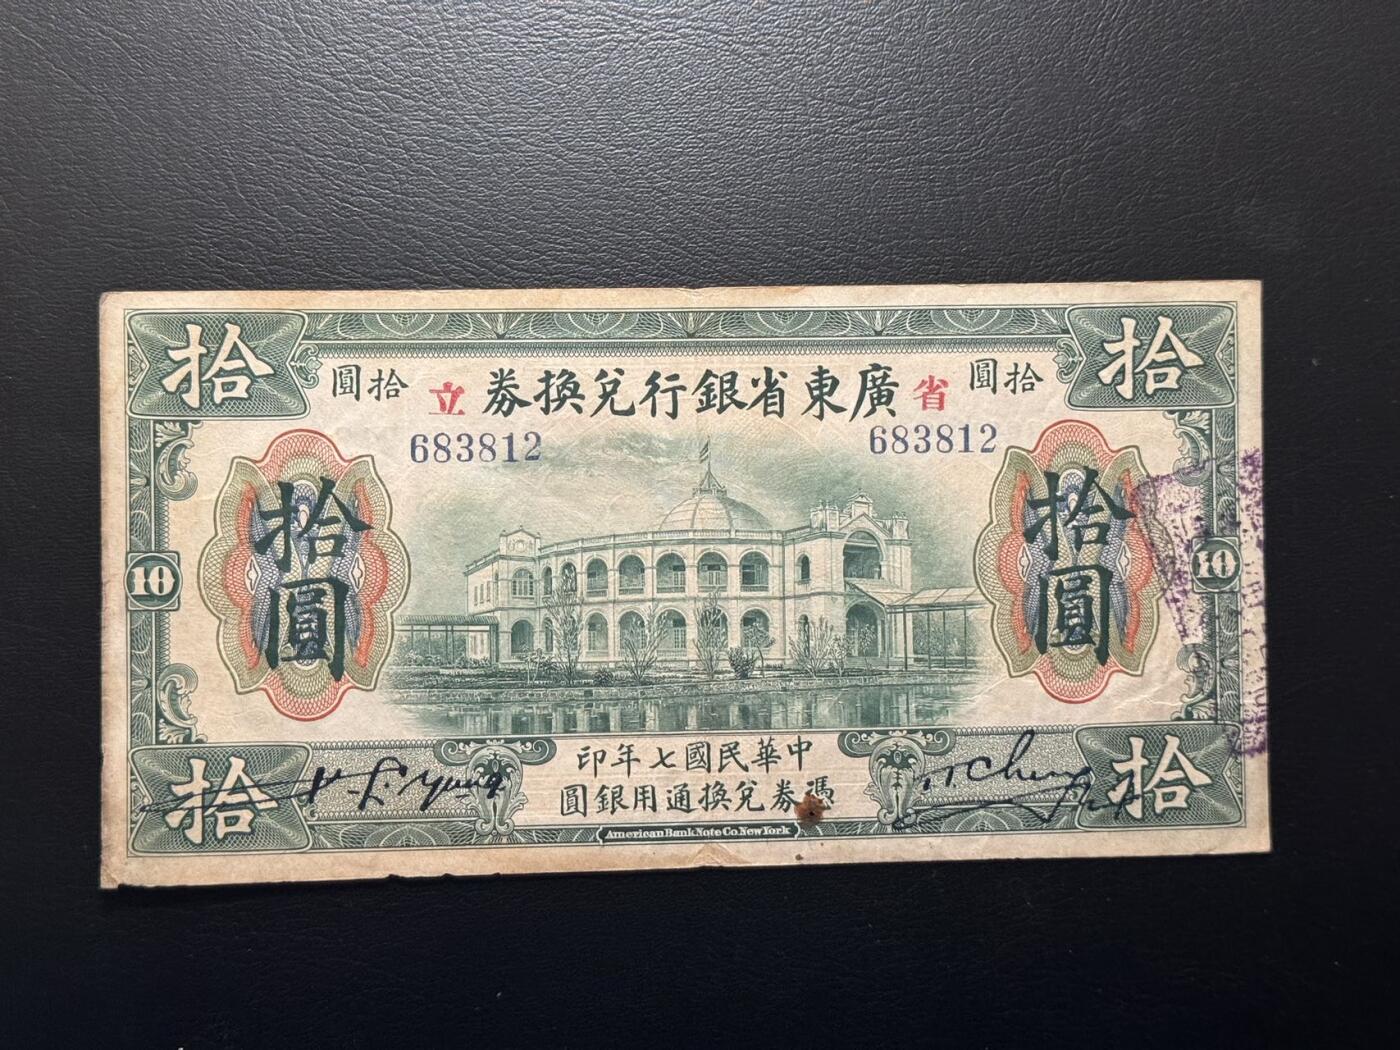 拾
拾
拾圓
省
廣東省銀行兌換券
立
拾圓
683812
683812
拾圓
拾圓
10
10
中華民國七年印
憑券兌換通用銀圓
拾
拾
American Bank Note Co. New York